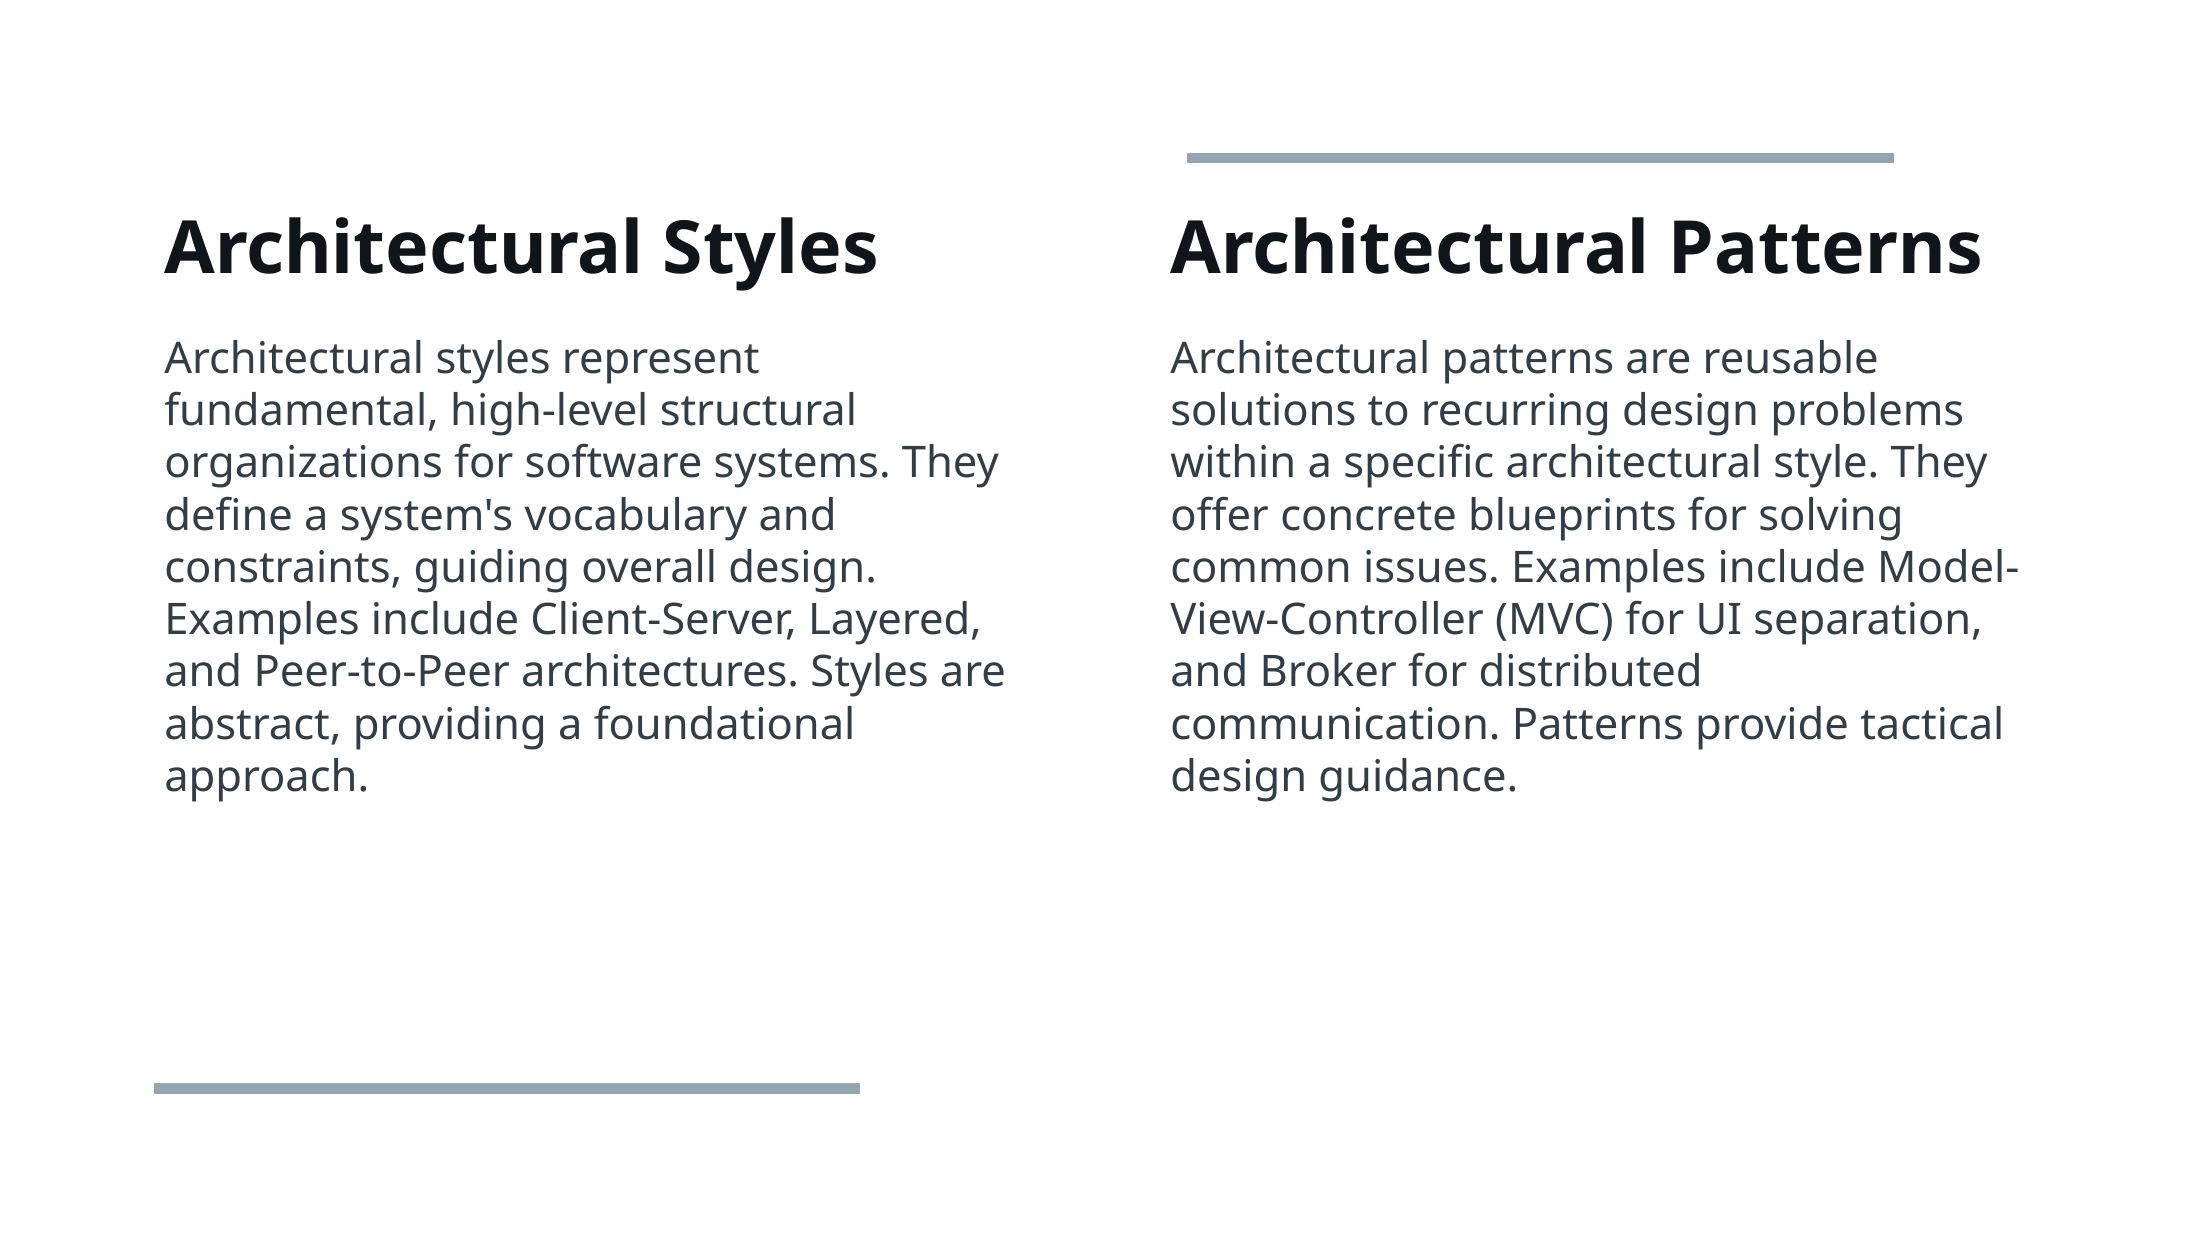 Architectural Styles
Architectural styles represent
fundamental, high-level structural
organizations for software systems. They
define a system's vocabulary and
constraints, guiding overall design.
Examples include Client-Server, Layered,
and Peer-to-Peer architectures. Styles are
abstract, providing a foundational
approach.
Architectural Patterns
Architectural patterns are reusable
solutions to recurring design problems
within a specific architectural style. They
offer concrete blueprints for solving
common issues. Examples include Model-
View-Controller (MVC) for UI separation,
and Broker for distributed
communication. Patterns provide tactical
design guidance.